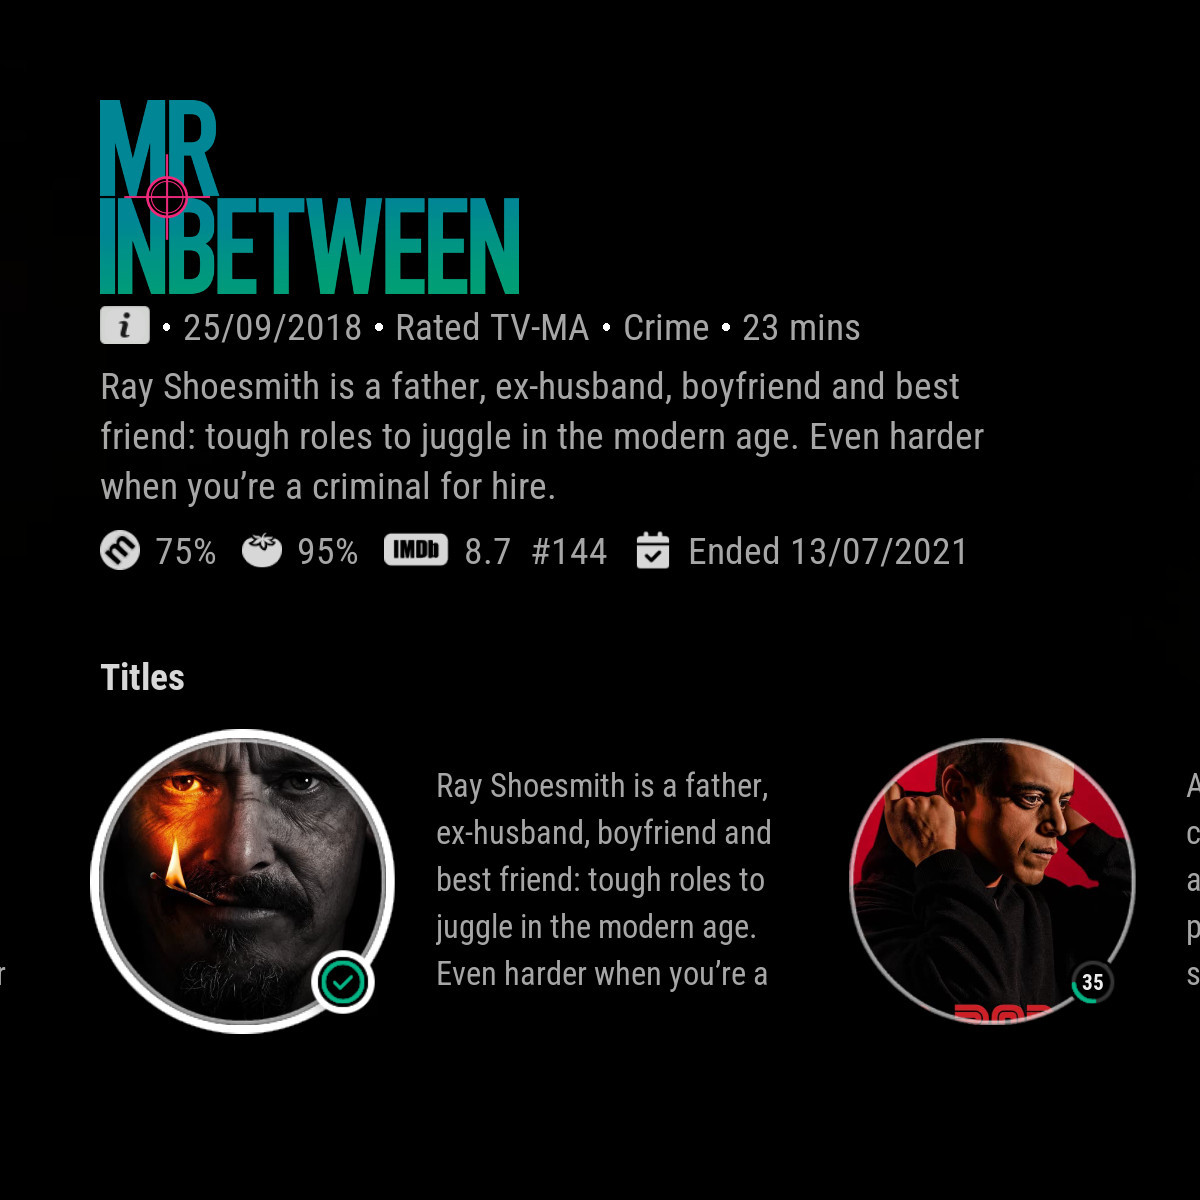 MR
INBETWEEN
i • 25/09/2018 • Rated TV-MA • Crime • 23 mins
Ray Shoesmith is a father, ex-husband, boyfriend and best
friend: tough roles to juggle in the modern age. Even harder
when you’re a criminal for hire.
m 75% 95% IMDb 8.7 #144 Ended 13/07/2021
Titles
Ray Shoesmith is a father,
ex-husband, boyfriend and
best friend: tough roles to
juggle in the modern age.
Even harder when you’re a
35